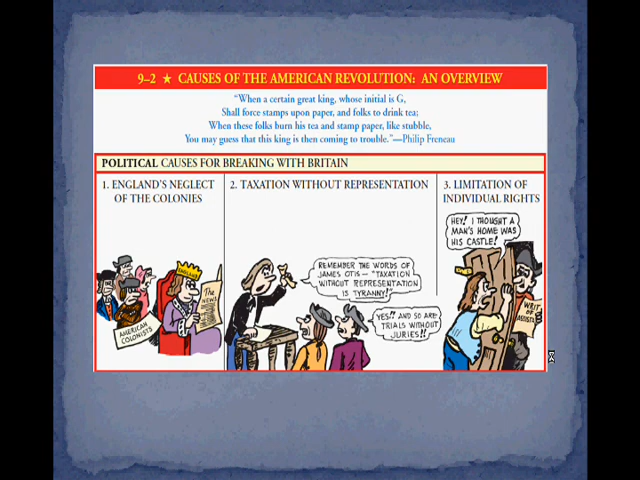 9–2 ★ CAUSES OF THE AMERICAN REVOLUTION: AN OVERVIEW
"When a certain great king, whose initial is G,
Shall force stamps upon paper, and folks to drink tea;
When these folks burn his tea and stamp paper, like stubble,
You may guess that this king is then coming to trouble."—Philip Freneau
POLITICAL CAUSES FOR BREAKING WITH BRITAIN
1. ENGLAND'S NEGLECT
OF THE COLONIES
ENGLAND
THE
NEWS
AMERICAN
COLONISTS
2. TAXATION WITHOUT REPRESENTATION
REMEMBER THE WORDS OF
JAMES OTIS— "TAXATION
WITHOUT REPRESENTATION
IS TYRANNY!"
YES!! AND SO ARE
TRIALS WITHOUT
JURIES!!
3. LIMITATION OF
INDIVIDUAL RIGHTS
HEY! I THOUGHT A
MAN'S HOME WAS
HIS CASTLE!
WRIT
OF